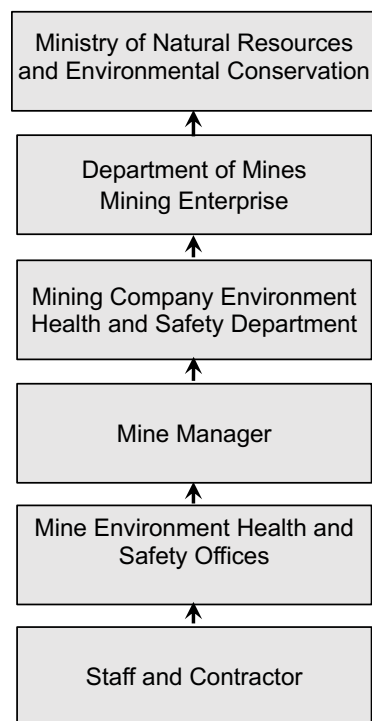 Ministry of Natural Resources
and Environmental Conservation
Department of Mines
Mining Enterprise
Mining Company Environment
Health and Safety Department
Mine Manager
Mine Environment Health and
Safety Offices
Staff and Contractor